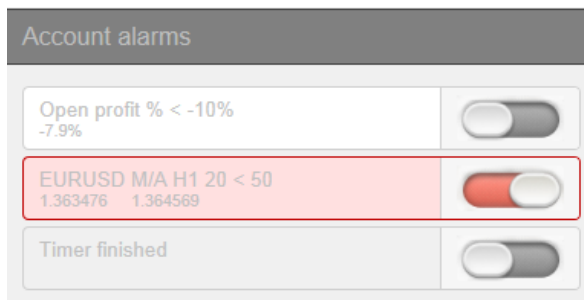 Account alarms
Open profit % < -10%
-7.9%
EURUSD M/A H1 20 < 50
1.363476 1.364569
Timer finished